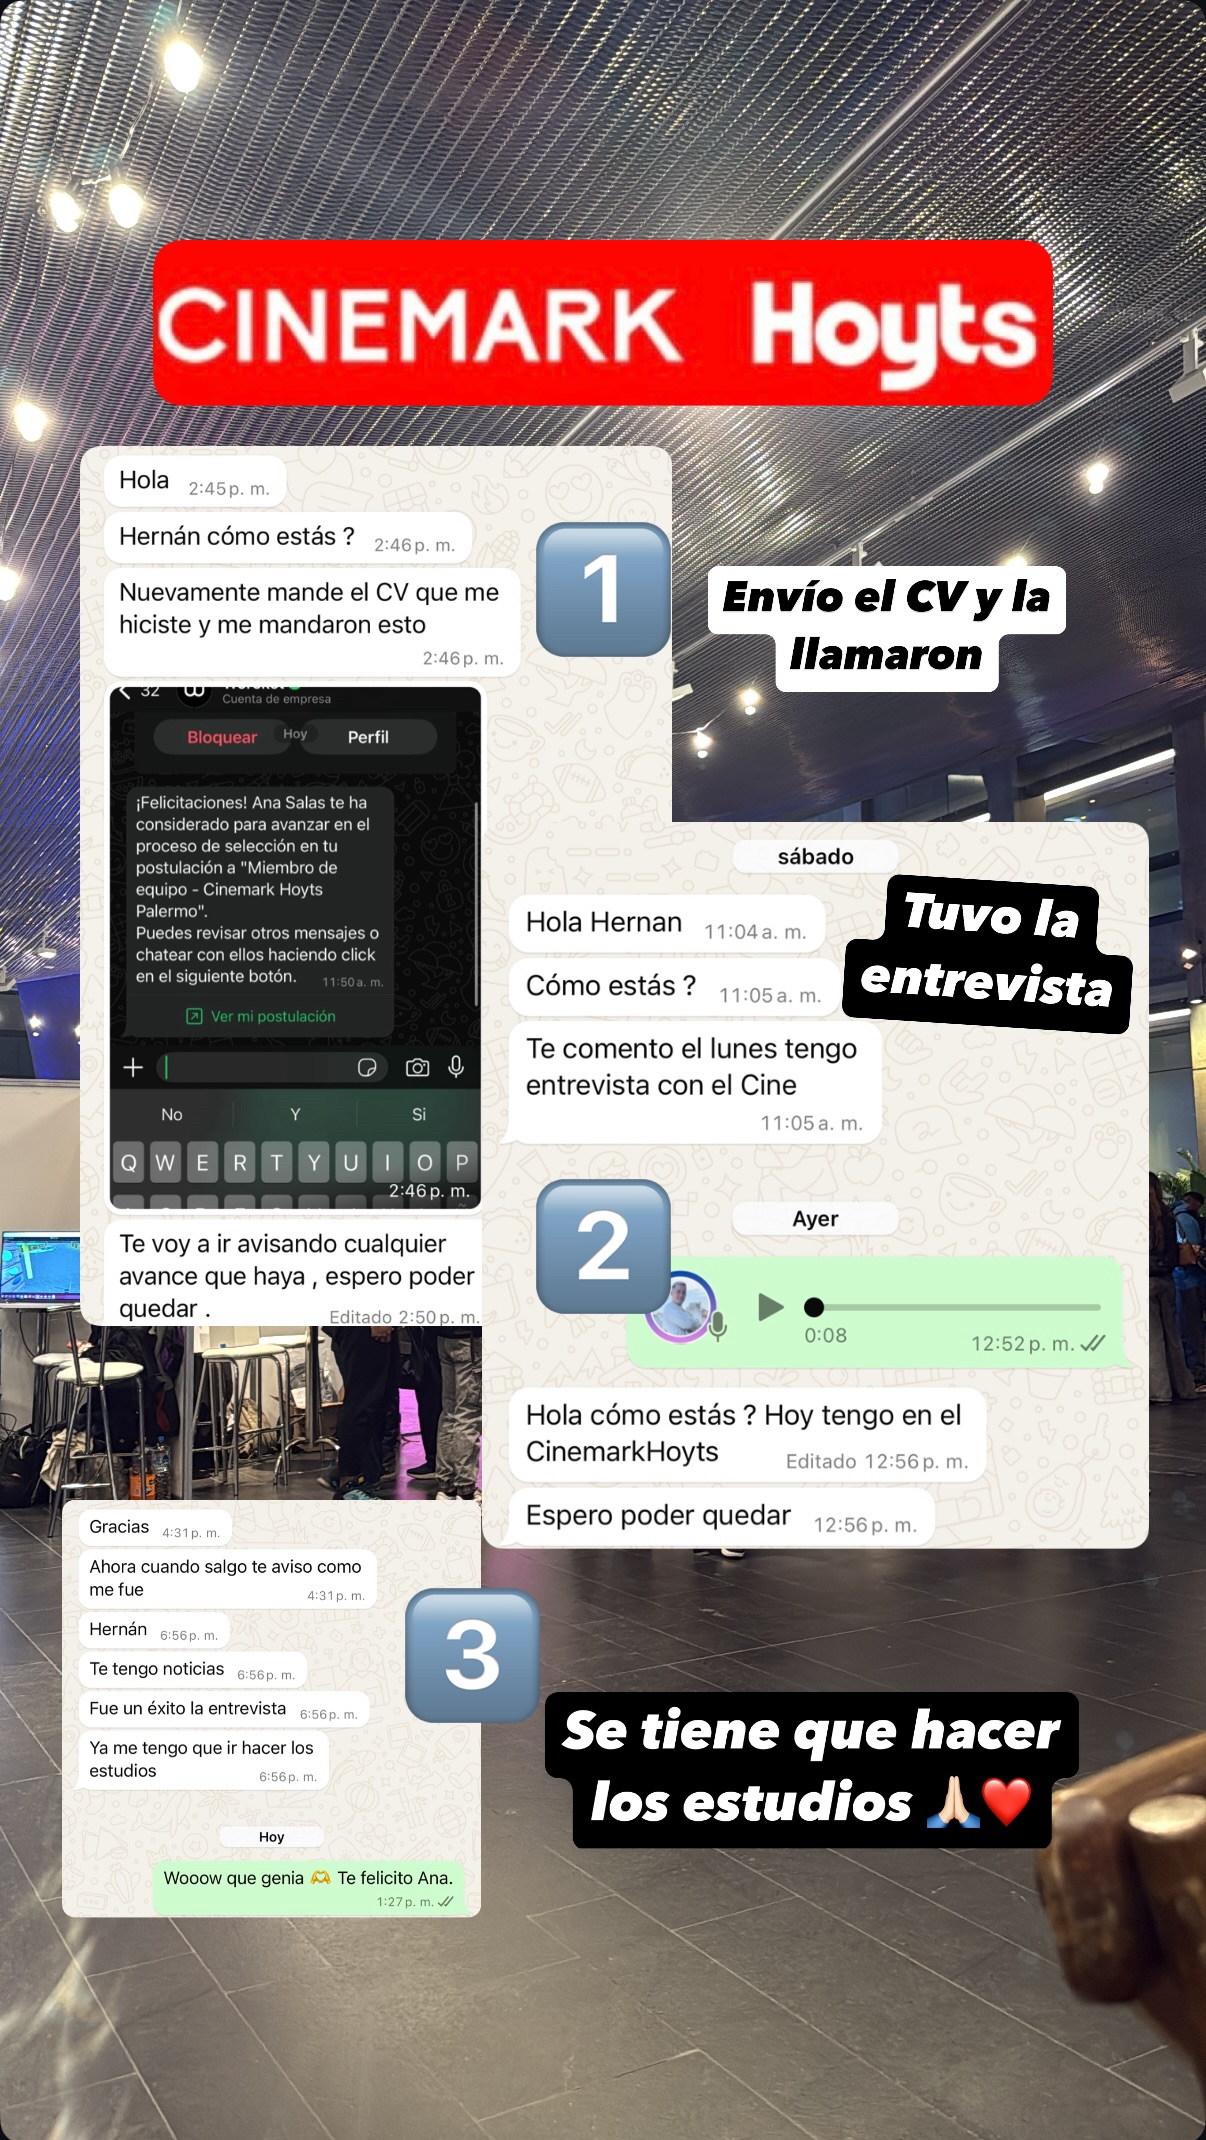 CINEMARK Hoyts
Hola 2:45 p. m.
Hernán cómo estás ? 2:46 p. m.
Nuevamente mande el CV que me
hiciste y me mandaron esto
2:46 p. m.
1
Envío el CV y la
llamaron
32
Cuenta de empresa
Bloquear Hoy Perfil
¡Felicitaciones! Ana Salas te ha
considerado para avanzar en el
proceso de selección en tu
postulación a "Miembro de
equipo - Cinemark Hoyts
Palermo".
Puedes revisar otros mensajes o
chatear con ellos haciendo click
en el siguiente botón. 11:50 a. m.
Ver mi postulación
No Y Si
Q W E R T Y U I O P
2:46 p. m.
Te voy a ir avisando cualquier
avance que haya , espero poder
quedar . Editado 2:50 p. m.
sábado
Hola Hernan 11:04 a. m.
Cómo estás ? 11:05 a. m.
Te comento el lunes tengo
entrevista con el Cine
11:05 a. m.
Tuvo la
entrevista
2
Ayer
0:08 12:52 p. m.
Hola cómo estás ? Hoy tengo en el
CinemarkHoyts Editado 12:56 p. m.
Espero poder quedar 12:56 p. m.
Gracias 4:31 p. m.
Ahora cuando salgo te aviso como
me fue 4:31 p. m.
Hernán 6:56 p. m.
Te tengo noticias 6:56 p. m.
Fue un éxito la entrevista 6:56 p. m.
Ya me tengo que ir hacer los
estudios 6:56 p. m.
3
Se tiene que hacer
los estudios 🙏🏻❤️
Hoy
Wooow que genia 🫶 Te felicito Ana.
1:27 p. m.